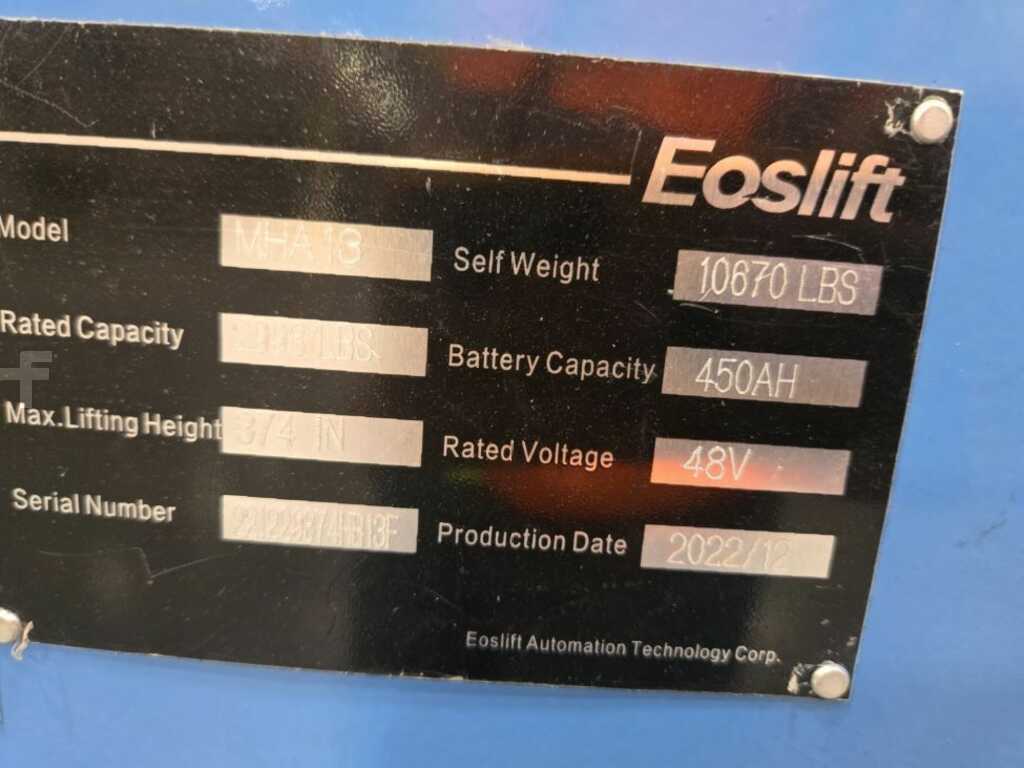 Eoslift
Model MHA13
Self Weight 10670 LBS
Rated Capacity LBS
Battery Capacity 450AH
Max.Lifting Height 374 IN
Rated Voltage 48V
Serial Number
Production Date 2022/12
Eoslift Automation Technology Corp.